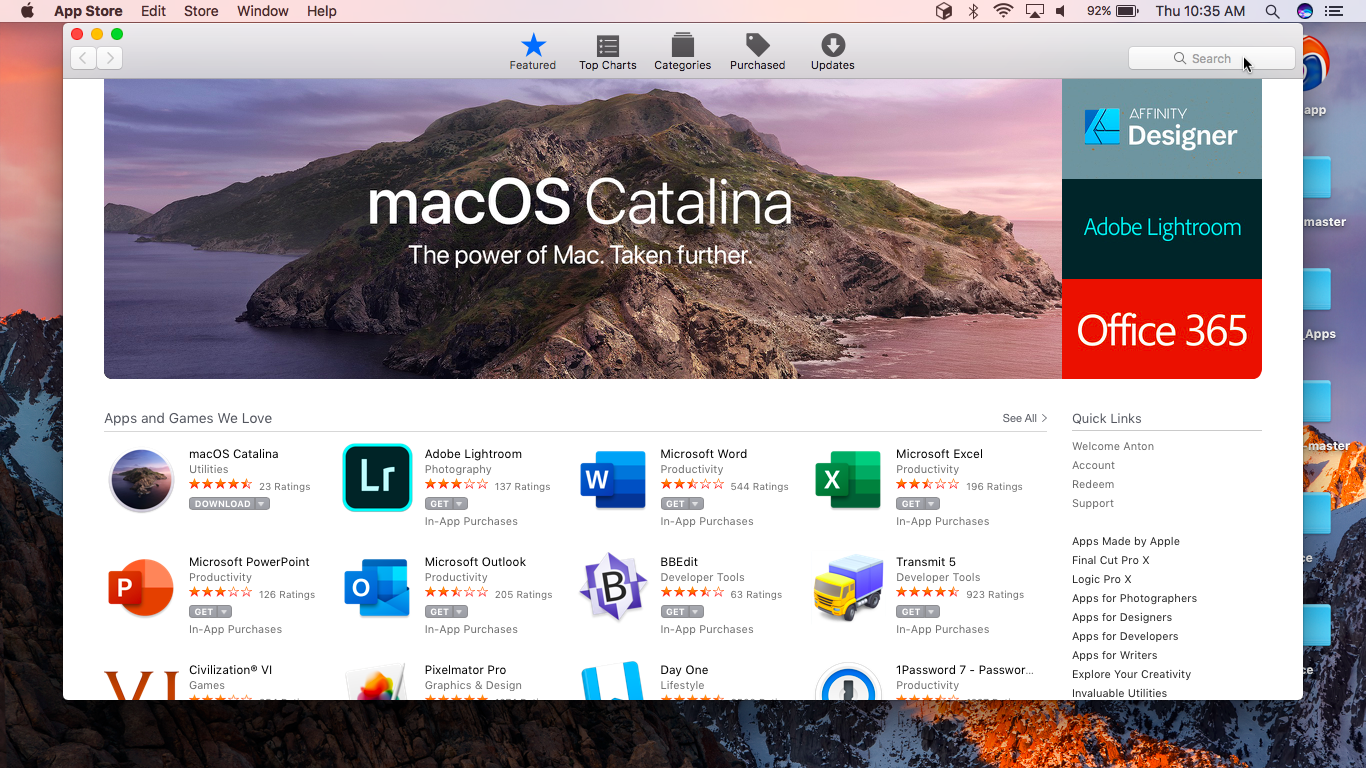 App Store Edit Store Window Help 92% Thu 10:35 AM
Featured Top Charts Categories Purchased Updates
Search
app
master
_Apps
-master
ce
ce
macOS Catalina
The power of Mac. Taken further.
AFFINITY
Designer
Adobe Lightroom
Office 365
Apps and Games We Love See All
macOS Catalina
Utilities
23 Ratings
DOWNLOAD
Lr
Adobe Lightroom
Photography
137 Ratings
GET
In-App Purchases
W
Microsoft Word
Productivity
544 Ratings
GET
In-App Purchases
X
Microsoft Excel
Productivity
196 Ratings
GET
In-App Purchases
P
Microsoft PowerPoint
Productivity
126 Ratings
GET
In-App Purchases
O
Microsoft Outlook
Productivity
205 Ratings
GET
In-App Purchases
B
BBEdit
Developer Tools
63 Ratings
GET
In-App Purchases
Transmit 5
Developer Tools
923 Ratings
GET
In-App Purchases
VI
Civilization® VI
Games
Pixelmator Pro
Graphics & Design
Day One
Lifestyle
1Password 7 - Passwor...
Productivity
Quick Links
Welcome Anton
Account
Redeem
Support
Apps Made by Apple
Final Cut Pro X
Logic Pro X
Apps for Photographers
Apps for Designers
Apps for Developers
Apps for Writers
Explore Your Creativity
Invaluable Utilities